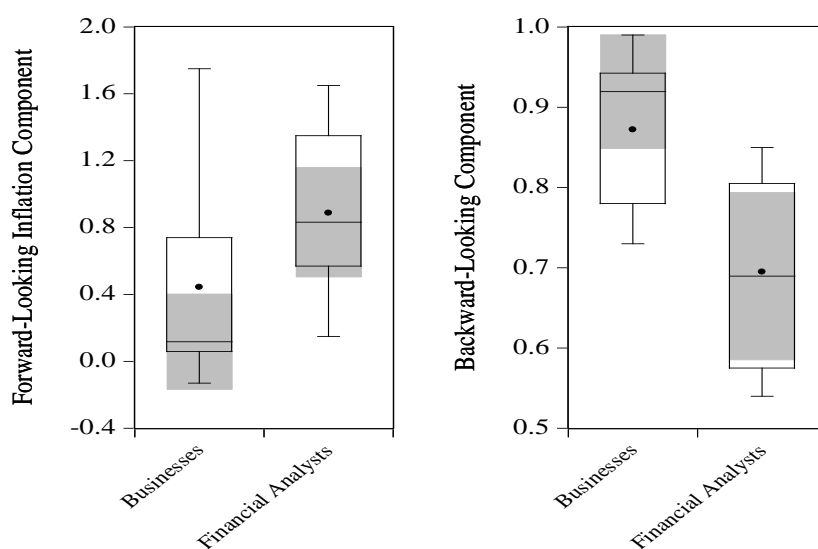 Forward-Looking Inflation Component
2.0
1.6
1.2
0.8
0.4
0.0
-0.4
Businesses
Financial Analysts
Backward-Looking Component
1.0
0.9
0.8
0.7
0.6
0.5
Businesses
Financial Analysts